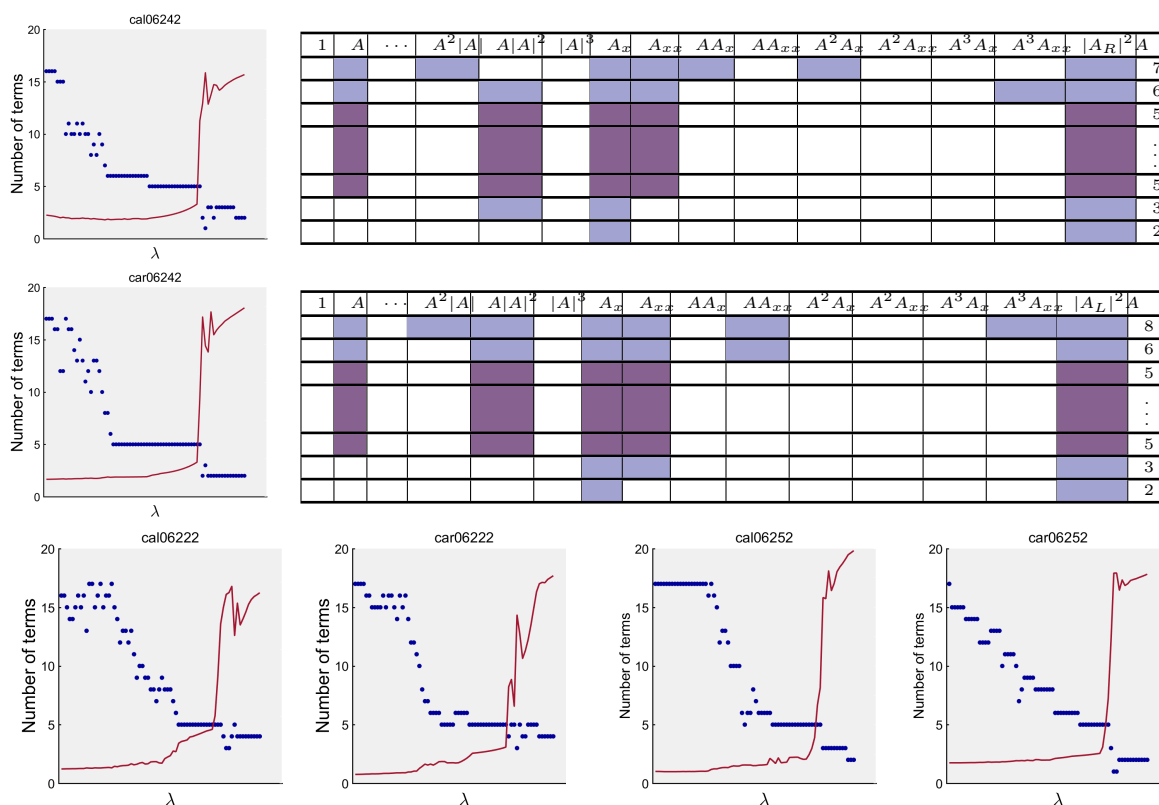 cal06242
20
15
10
5
0
Number of terms
λ
1 A ··· A²|A| A|A|² |A|³ Aₓ Aₓₓ AAₓ AAₓₓ A²Aₓ A²Aₓₓ A³Aₓ A³Aₓₓ |A_R|²A
7
6
5
⋮
5
3
2
car06242
20
15
10
5
0
Number of terms
λ
1 A ··· A²|A| A|A|² |A|³ Aₓ Aₓₓ AAₓ AAₓₓ A²Aₓ A²Aₓₓ A³Aₓ A³Aₓₓ |A_L|²A
8
6
5
⋮
5
3
2
cal06222
20
15
10
5
0
Number of terms
λ
car06222
20
15
10
5
0
Number of terms
λ
cal06252
20
15
10
5
0
Number of terms
λ
car06252
20
15
10
5
0
Number of terms
λ